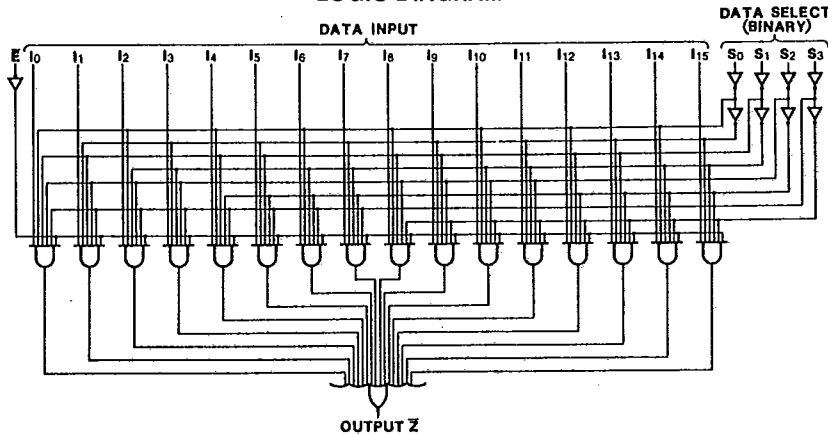 DATA INPUT
DATA SELECT
(BINARY)
E̅ I0 I1 I2 I3 I4 I5 I6 I7 I8 I9 I10 I11 I12 I13 I14 I15 S0 S1 S2 S3
OUTPUT Z̅